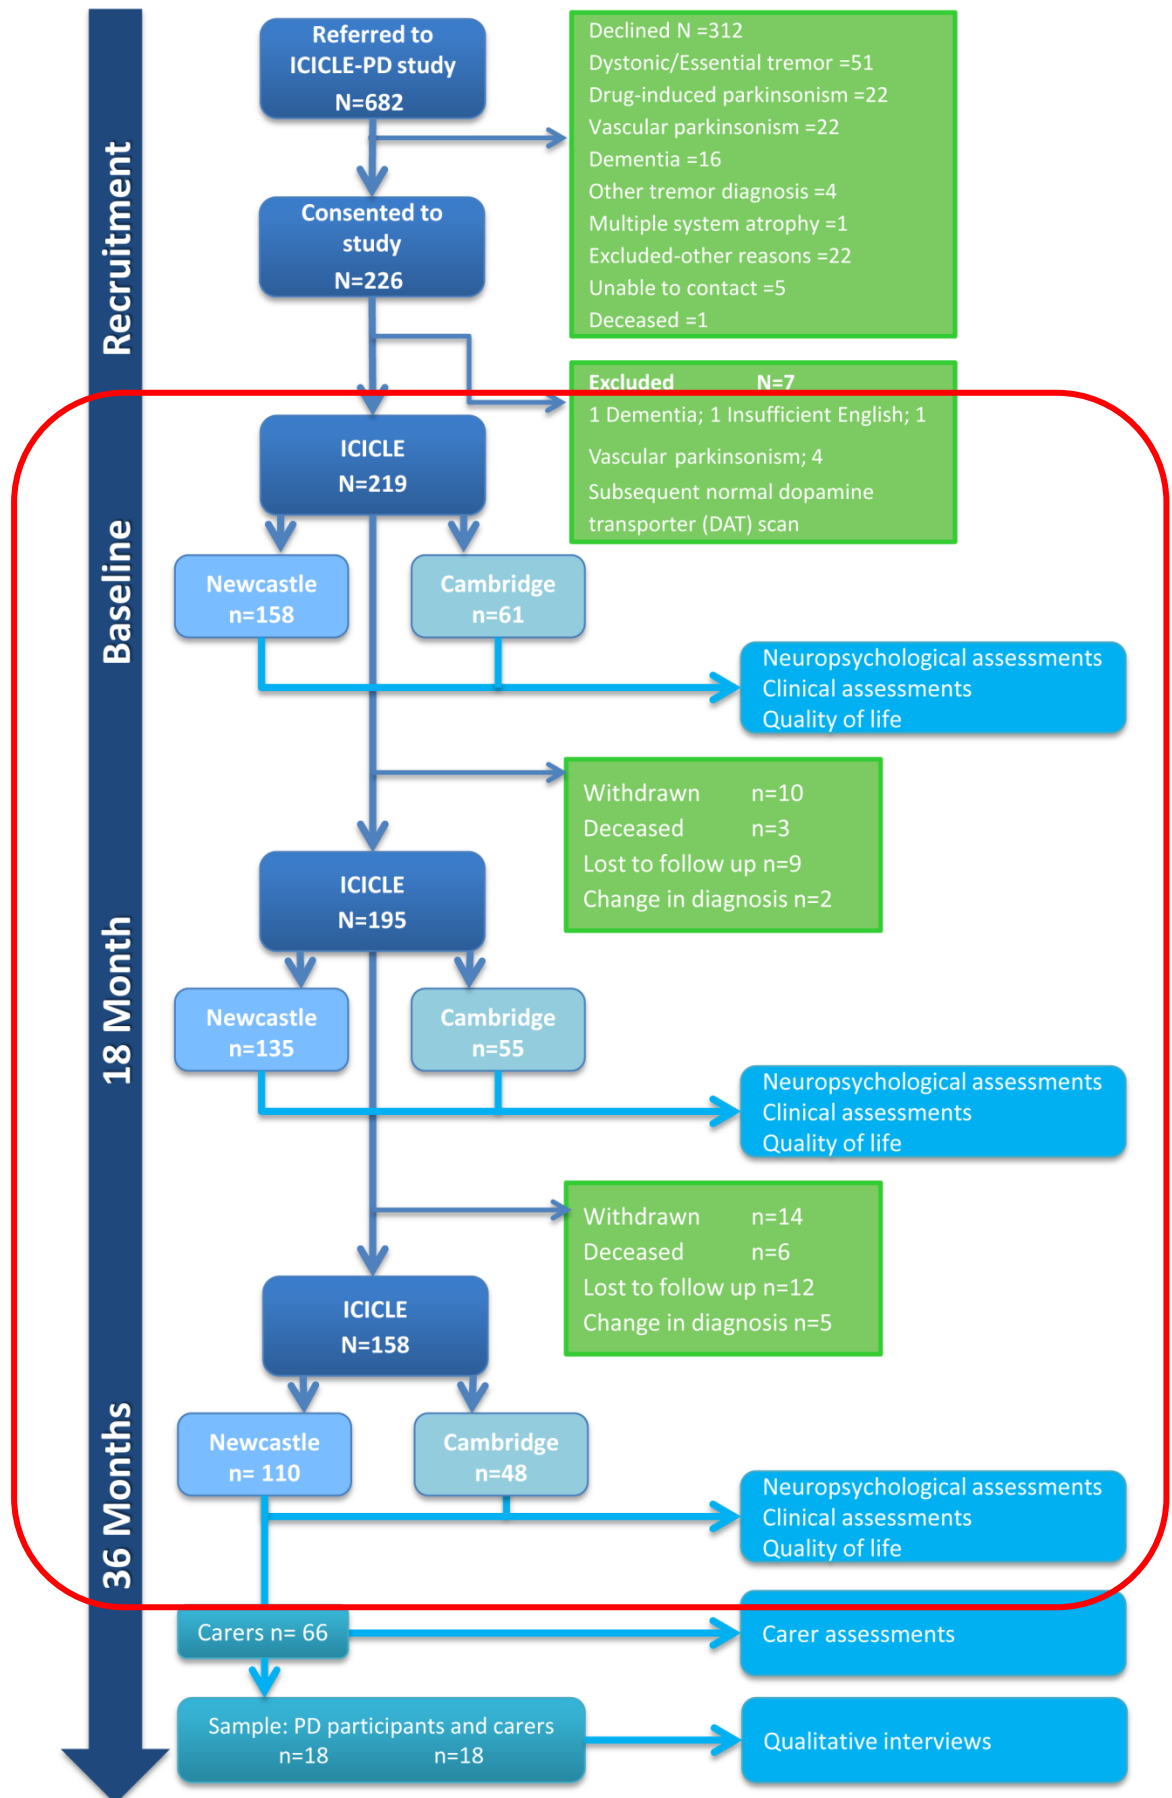 Recruitment
Referred to
ICICLE-PD study
N=682
Declined N =312
Dystonic/Essential tremor =51
Drug-induced parkinsonism =22
Vascular parkinsonism =22
Dementia =16
Other tremor diagnosis =4
Multiple system atrophy =1
Excluded-other reasons =22
Unable to contact =5
Deceased =1
Consented to
study
N=226
Excluded N=7
1 Dementia; 1 Insufficient English; 1
Vascular parkinsonism; 4
Subsequent normal dopamine
transporter (DAT) scan
Baseline
ICICLE
N=219
Newcastle
n=158
Cambridge
n=61
Neuropsychological assessments
Clinical assessments
Quality of life
Withdrawn n=10
Deceased n=3
Lost to follow up n=9
Change in diagnosis n=2
18 Month
ICICLE
N=195
Newcastle
n=135
Cambridge
n=55
Neuropsychological assessments
Clinical assessments
Quality of life
Withdrawn n=14
Deceased n=6
Lost to follow up n=12
Change in diagnosis n=5
36 Months
ICICLE
N=158
Newcastle
n= 110
Cambridge
n=48
Neuropsychological assessments
Clinical assessments
Quality of life
Carers n= 66
Carer assessments
Sample: PD participants and carers
n=18 n=18
Qualitative interviews